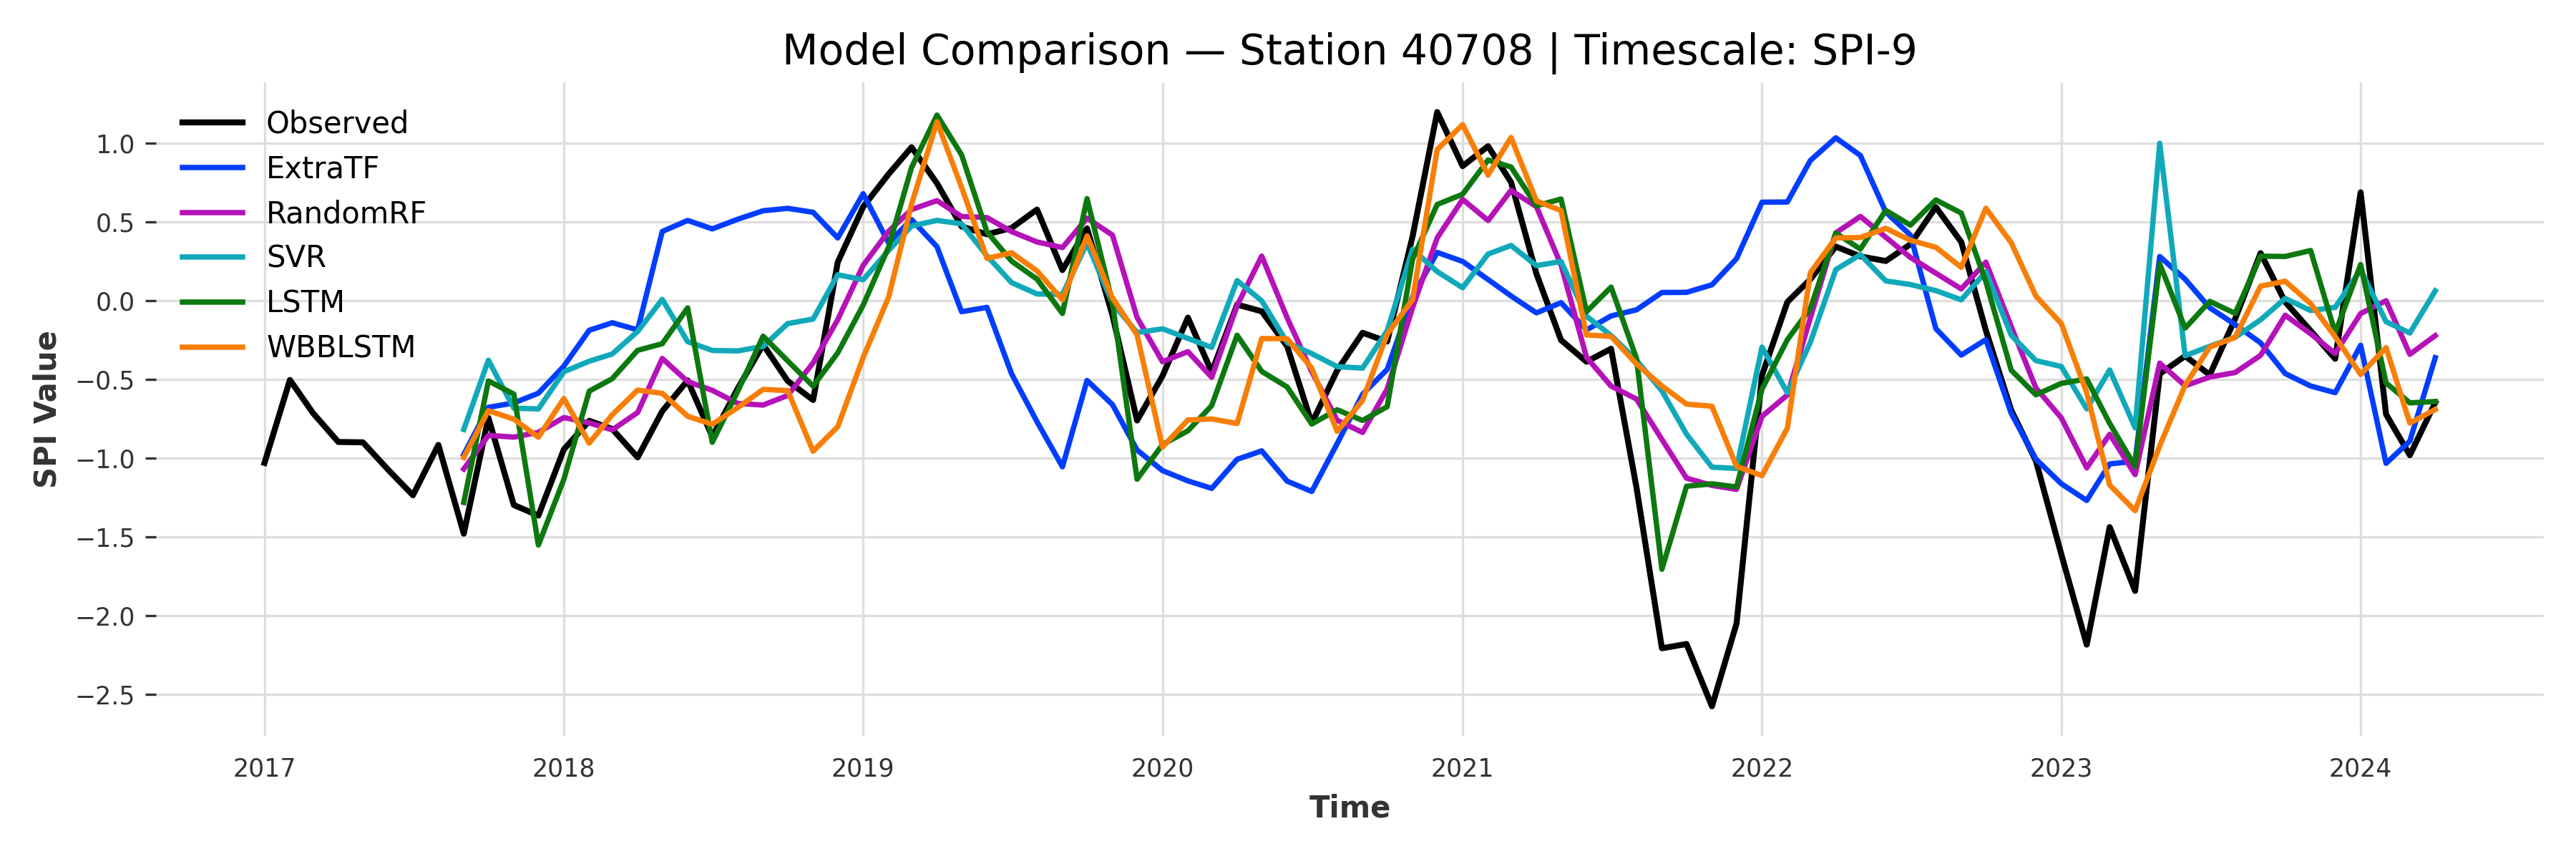 Model Comparison — Station 40708 | Timescale: SPI-9
Observed
ExtraTF
RandomRF
SVR
LSTM
WBBLSTM
SPI Value
1.0
0.5
0.0
−0.5
−1.0
−1.5
−2.0
−2.5
2017 2018 2019 2020 2021 2022 2023 2024
Time